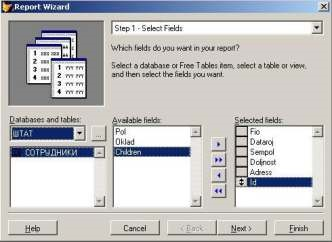 Report Wizard
Step 1 - Select Fields
Which fields do you want in your report?
Select a database or Free Tables item, select a table or view,
and then select the fields you want.
Databases and tables:
Available fields:
Selected fields:
ШТАТ
...
СОТРУДНИКИ
Pol
Oklad
Children
Fio
Dataroj
Sempol
Doljnost
Adress
Id
Help
Cancel
< Back
Next >
Finish